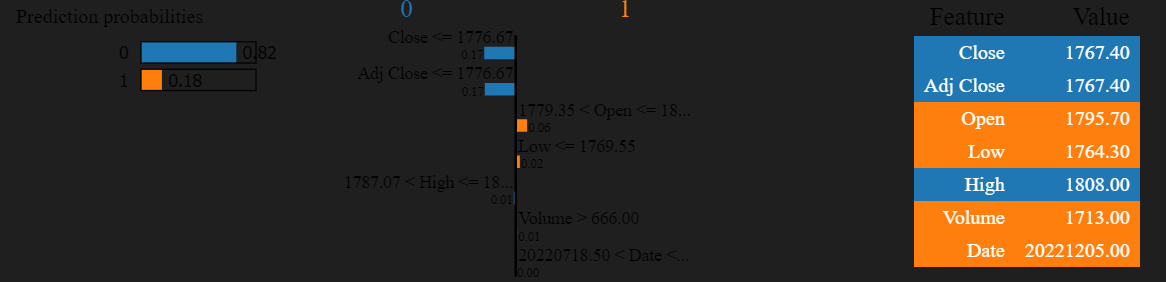 Prediction probabilities
0 0.82
1 0.18
0 1
Close <= 1776.67
0.17
Adj Close <= 1776.67
0.17
1779.35 < Open <= 18...
0.06
Low <= 1769.55
0.02
1787.07 < High <= 18...
0.01
Volume > 666.00
0.01
20220718.50 < Date <...
0.00
Feature Value
Close 1767.40
Adj Close 1767.40
Open 1795.70
Low 1764.30
High 1808.00
Volume 1713.00
Date 20221205.00